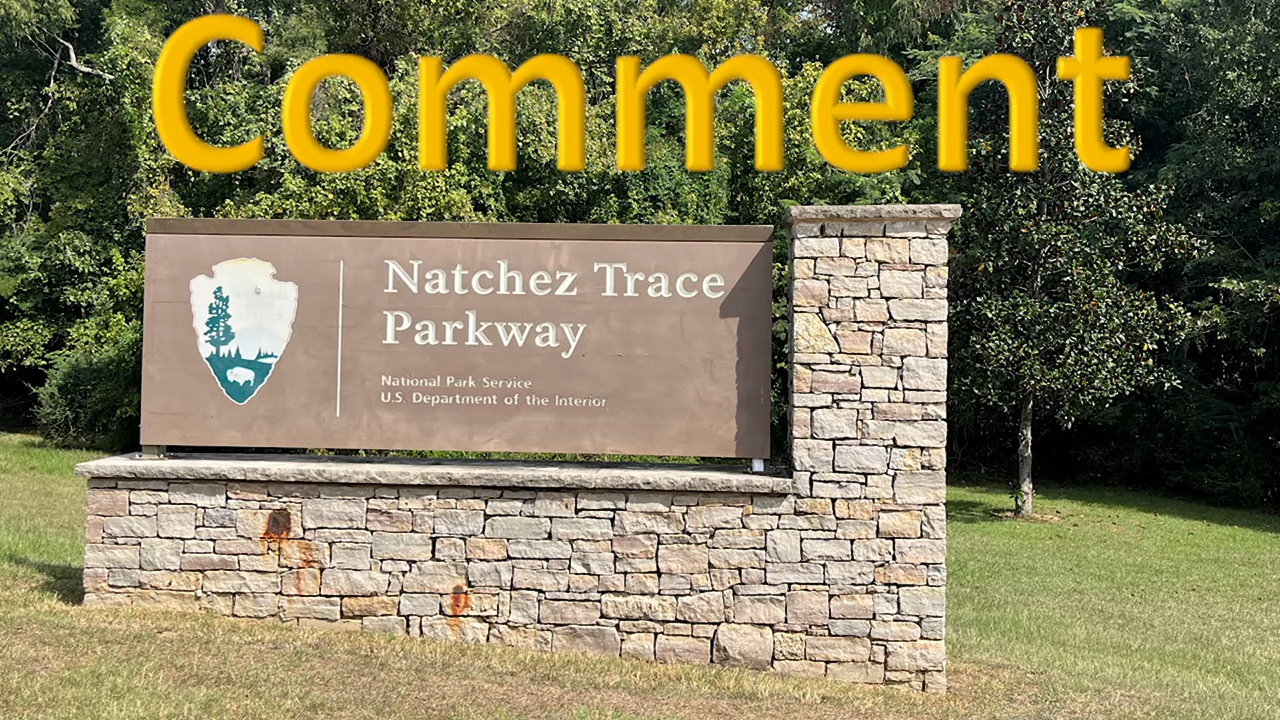 Comment
Natchez Trace
Parkway
National Park Service
U.S. Department of the Interior